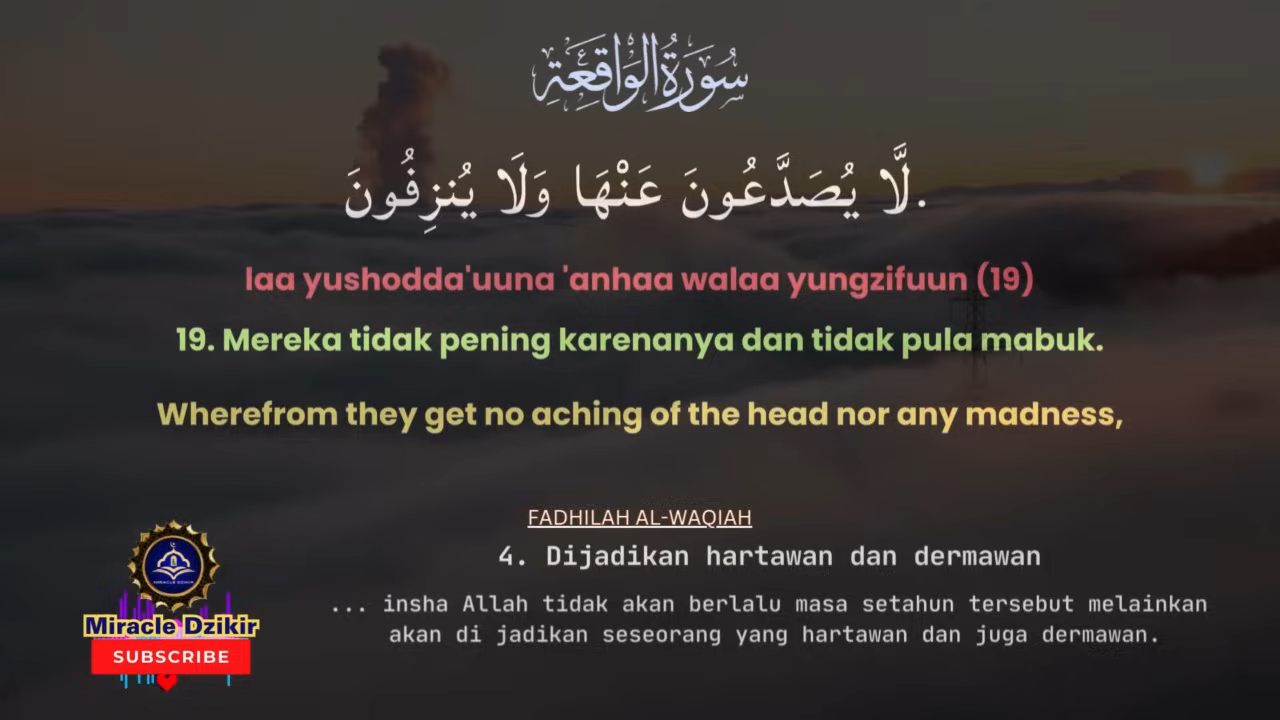 سُورَةُ الْوَاقِعَةِ
لَّا يُصَدَّعُونَ عَنْهَا وَلَا يُنزِفُونَ.
laa yushodda'uuna 'anhaa walaa yungzifuun (19)
19. Mereka tidak pening karenanya dan tidak pula mabuk.
Wherefrom they get no aching of the head nor any madness,
FADHILAH AL-WAQIAH
4. Dijadikan hartawan dan dermawan
... insha Allah tidak akan berlalu masa setahun tersebut melainkan
akan di jadikan seseorang yang hartawan dan juga dermawan.
MIRACLE DZIKIR
Miracle Dzikir
SUBSCRIBE